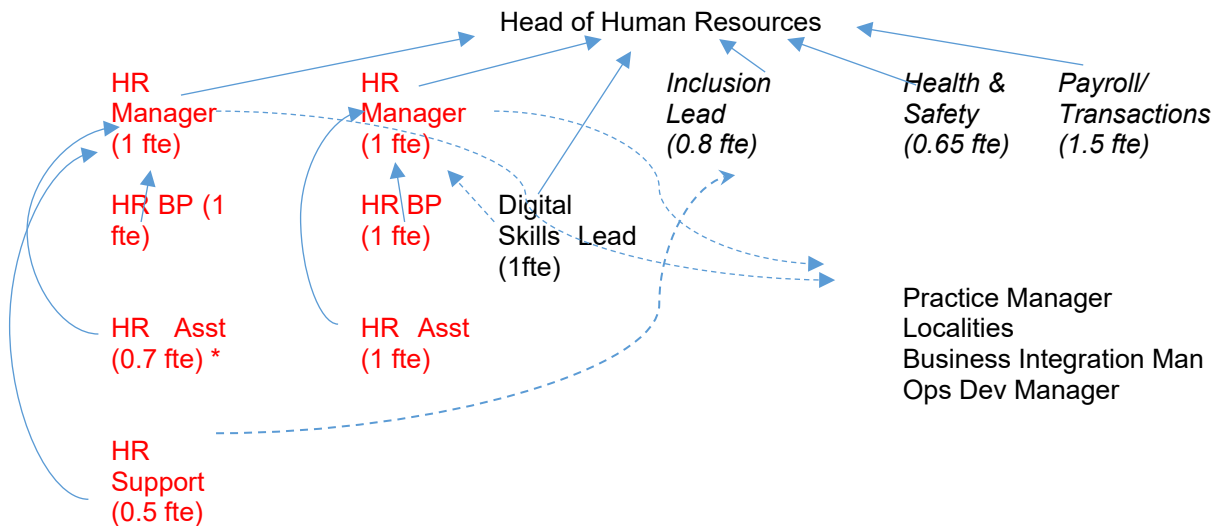 Head of Human Resources
HR
Manager
(1 fte)
HR
Manager
(1 fte)
Inclusion
Lead
(0.8 fte)
Health &
Safety
(0.65 fte)
Payroll/
Transactions
(1.5 fte)
HR BP (1
fte)
HR BP
(1 fte)
Digital
Skills Lead
(1fte)
HR Asst
(0.7 fte) *
HR Asst
(1 fte)
Practice Manager
Localities
Business Integration Man
Ops Dev Manager
HR
Support
(0.5 fte)